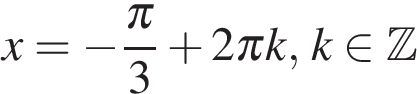 x = −π/3 + 2πk, k ∈ ℤ